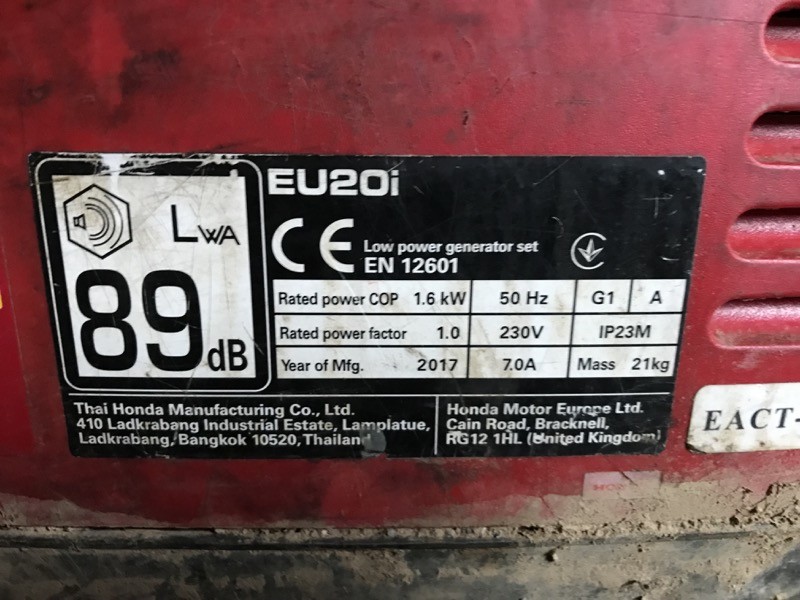 EU20i
LWA
89dB
CE Low power generator set
EN 12601
Rated power COP 1.6 kW 50 Hz G1 A
Rated power factor 1.0 230V IP23M
Year of Mfg. 2017 7.0A Mass 21kg
Thai Honda Manufacturing Co., Ltd.
410 Ladkrabang Industrial Estate, Lamplatue,
Ladkrabang, Bangkok 10520, Thailand
Honda Motor Europe Ltd.
Cain Road, Bracknell,
RG12 1HL (United Kingdom)
EACT-